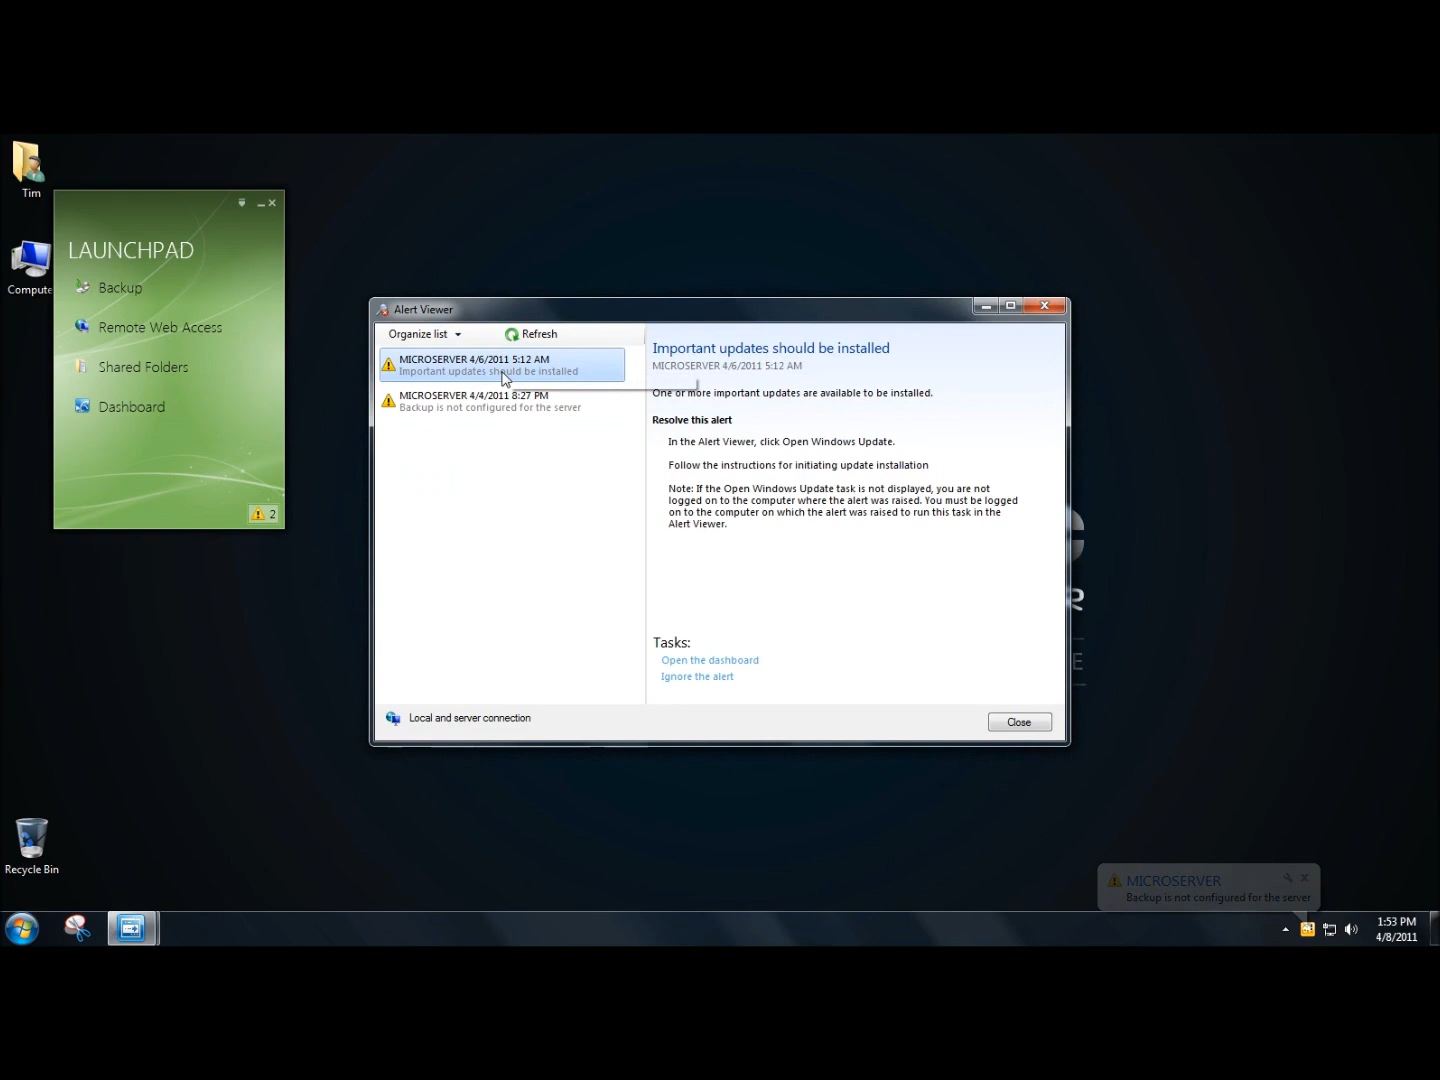 Tim
LAUNCHPAD
Backup
Remote Web Access
Shared Folders
Dashboard
2
Alert Viewer
Organize list
Refresh
MICROSERVER 4/6/2011 5:12 AM
Important updates should be installed
MICROSERVER 4/4/2011 8:27 PM
Backup is not configured for the server
Important updates should be installed
MICROSERVER 4/6/2011 5:12 AM
One or more important updates are available to be installed.
Resolve this alert
In the Alert Viewer, click Open Windows Update.
Follow the instructions for initiating update installation
Note: If the Open Windows Update task is not displayed, you are not
logged on to the computer where the alert was raised. You must be logged
on to the computer on which the alert was raised to run this task in the
Alert Viewer.
Tasks:
Open the dashboard
Ignore the alert
Local and server connection
Close
Recycle Bin
MICROSERVER
Backup is not configured for the server
1:53 PM
4/8/2011